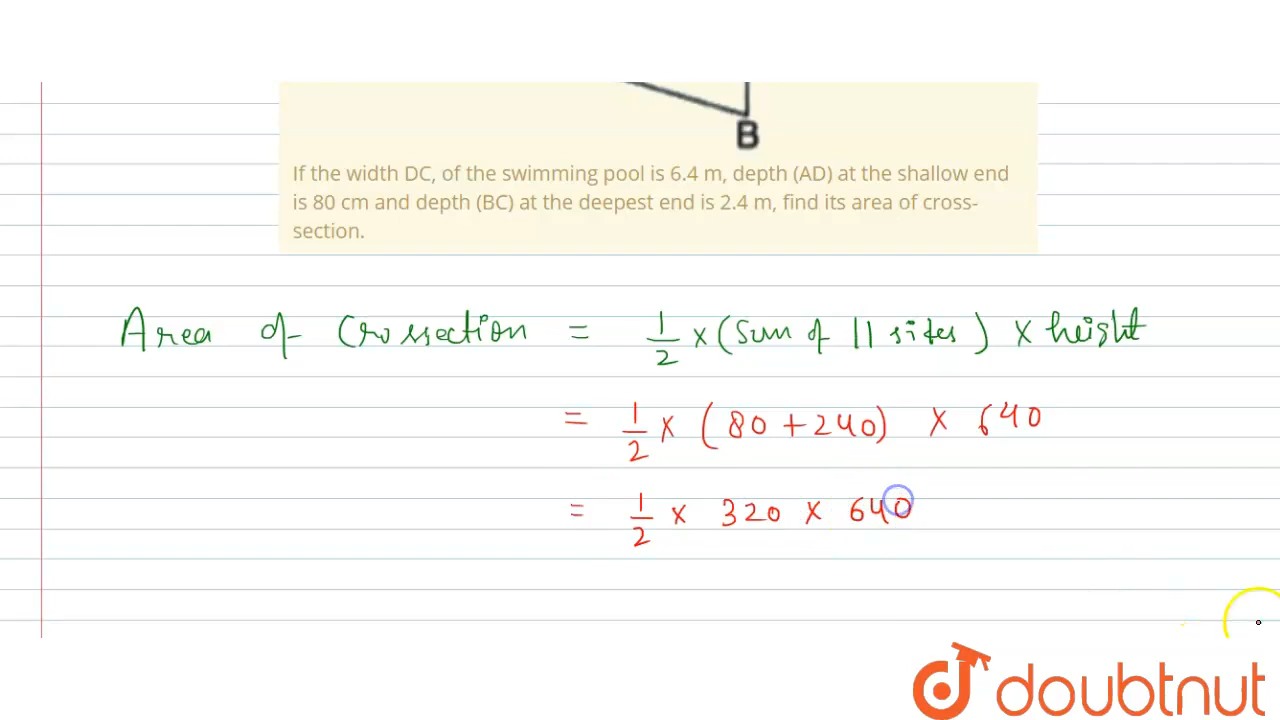 B
If the width DC, of the swimming pool is 6.4 m, depth (AD) at the shallow end
is 80 cm and depth (BC) at the deepest end is 2.4 m, find its area of cross-
section.
Area of Crossection = 1/2 × (Sum of || sites) × height
= 1/2 × (80 + 240) × 640
= 1/2 × 320 × 640
doubtnut